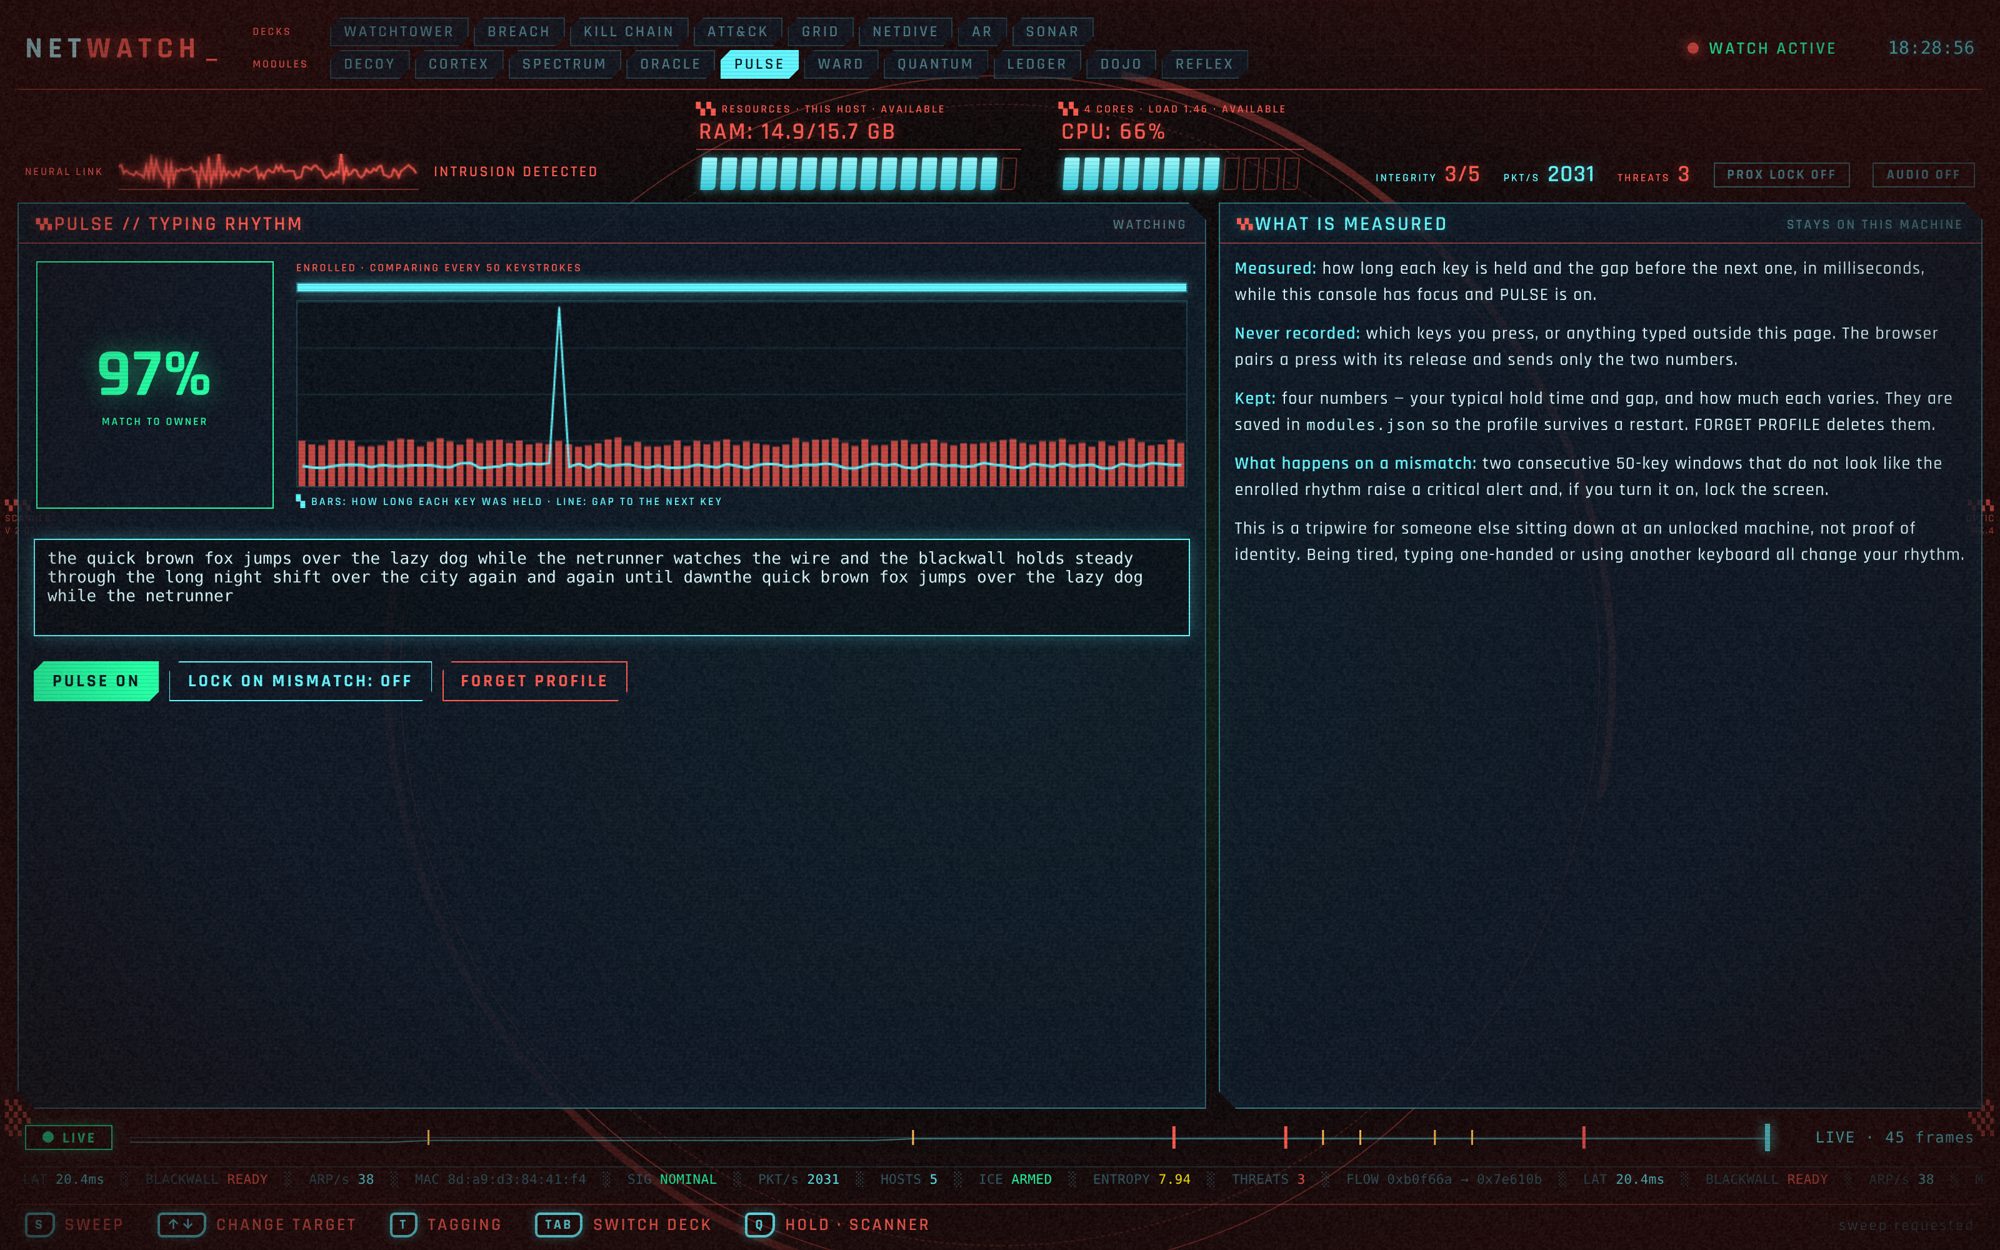 NETWATCH_
DECKS
WATCHTOWER BREACH KILL CHAIN ATT&CK GRID NETDIVE AR SONAR
MODULES
DECOY CORTEX SPECTRUM ORACLE PULSE WARD QUANTUM LEDGER DOJO REFLEX
WATCH ACTIVE 18:28:56
RESOURCES · THIS HOST · AVAILABLE
RAM: 14.9/15.7 GB
4 CORES · LOAD 1.46 · AVAILABLE
CPU: 66%
NEURAL LINK INTRUSION DETECTED
INTEGRITY 3/5 PKT/S 2031 THREATS 3 PROX LOCK OFF AUDIO OFF
PULSE // TYPING RHYTHM WATCHING
ENROLLED · COMPARING EVERY 50 KEYSTROKES
97%
MATCH TO OWNER
BARS: HOW LONG EACH KEY WAS HELD · LINE: GAP TO THE NEXT KEY
the quick brown fox jumps over the lazy dog while the netrunner watches the wire and the blackwall holds steady
through the long night shift over the city again and again until dawnthe quick brown fox jumps over the lazy dog
while the netrunner
PULSE ON LOCK ON MISMATCH: OFF FORGET PROFILE
WHAT IS MEASURED STAYS ON THIS MACHINE
Measured: how long each key is held and the gap before the next one, in milliseconds,
while this console has focus and PULSE is on.
Never recorded: which keys you press, or anything typed outside this page. The browser
pairs a press with its release and sends only the two numbers.
Kept: four numbers — your typical hold time and gap, and how much each varies. They are
saved in modules.json so the profile survives a restart. FORGET PROFILE deletes them.
What happens on a mismatch: two consecutive 50-key windows that do not look like the
enrolled rhythm raise a critical alert and, if you turn it on, lock the screen.
This is a tripwire for someone else sitting down at an unlocked machine, not proof of
identity. Being tired, typing one-handed or using another keyboard all change your rhythm.
LIVE LIVE · 45 frames
LAT 20.4ms BLACKWALL READY ARP/s 38 MAC 8d:a9:d3:84:41:f4 SIG NOMINAL PKT/s 2031 HOSTS 5 ICE ARMED ENTROPY 7.94 THREATS 3 FLOW 0xb0f66a → 0x7e610b LAT 20.4ms BLACKWALL READY ARP/s 38
S SWEEP ↑↓ CHANGE TARGET T TAGGING TAB SWITCH DECK Q HOLD · SCANNER sweep requested